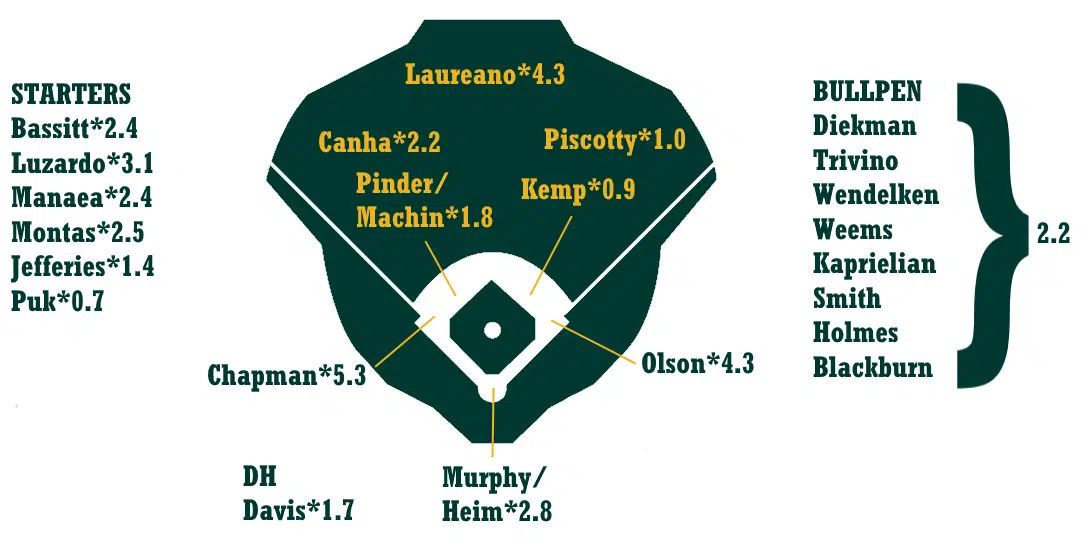 STARTERS
Bassitt*2.4
Luzardo*3.1
Manaea*2.4
Montas*2.5
Jefferies*1.4
Puk*0.7
Laureano*4.3
Canha*2.2
Piscotty*1.0
Pinder/
Machin*1.8
Kemp*0.9
Chapman*5.3
Olson*4.3
DH
Davis*1.7
Murphy/
Heim*2.8
BULLPEN
Diekman
Trivino
Wendelken
Weems
Kaprielian
Smith
Holmes
Blackburn
2.2